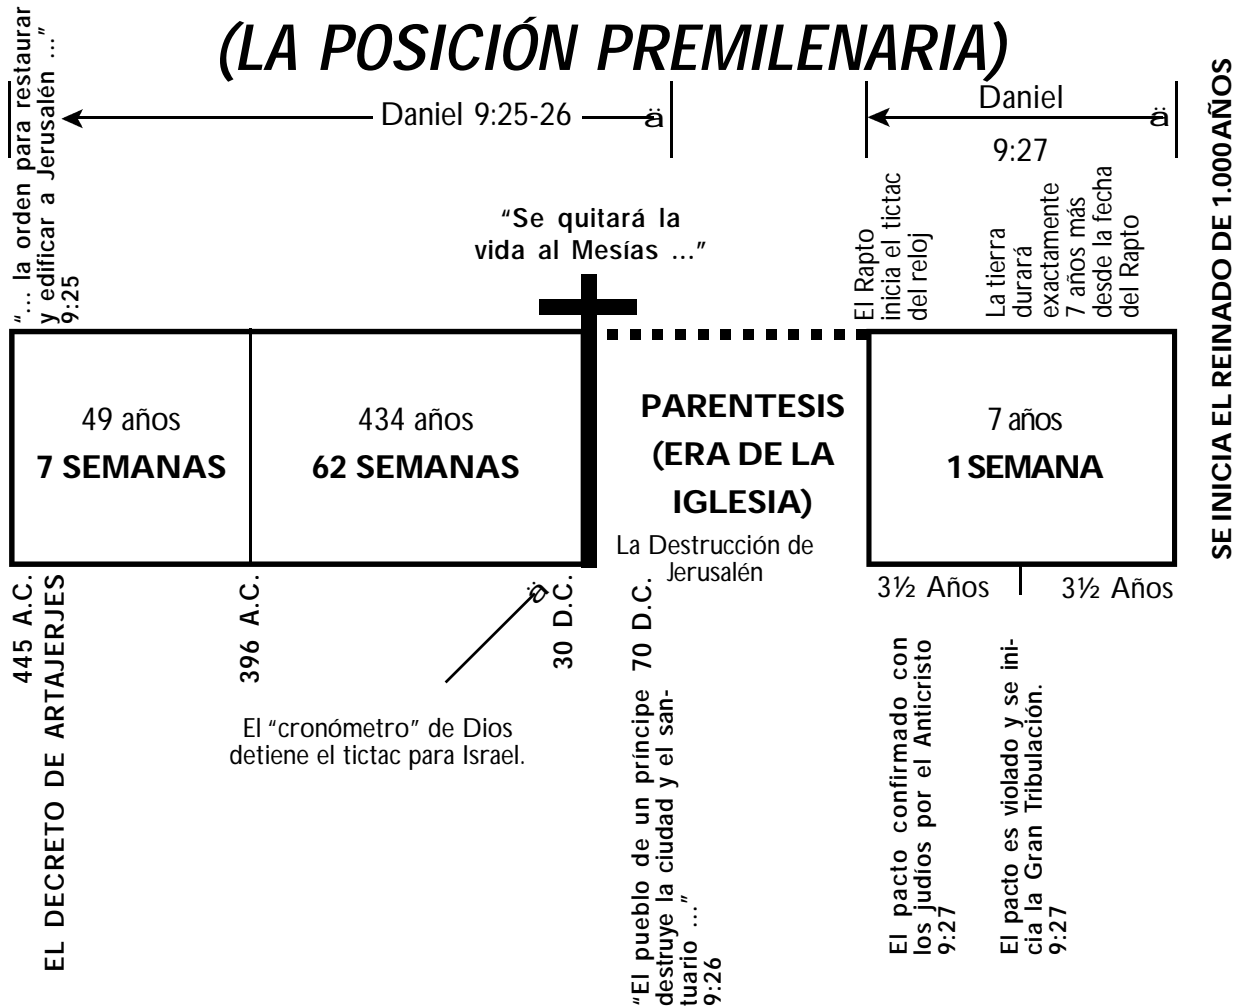 (LA POSICIÓN PREMILENARIA)
"... la orden para restaurar
y edificar a Jerusalén ..."
9:25
Daniel 9:25-26
ä
Daniel
ä
9:27
"Se quitará la
vida al Mesías ..."
El Rapto
inicia el tictac
del reloj
La tierra
durará
exactamente
7 años más
desde la fecha
del Rapto
SE INICIA EL REINADO DE 1.000 AÑOS
49 años
7 SEMANAS
434 años
62 SEMANAS
PARENTESIS
(ERA DE LA
IGLESIA)
La Destrucción de
Jerusalén
7 años
1 SEMANA
3½ Años
3½ Años
445 A.C.
EL DECRETO DE ARTAJERJES
396 A.C.
ä
30 D.C.
70 D.C.
El "cronómetro" de Dios
detiene el tictac para Israel.
"El pueblo de un príncipe
destruye la ciudad y el san-
tuario ..."
9:26
El pacto confirmado con
los judíos por el Anticristo
9:27
El pacto es violado y se ini-
cia la Gran Tribulación.
9:27